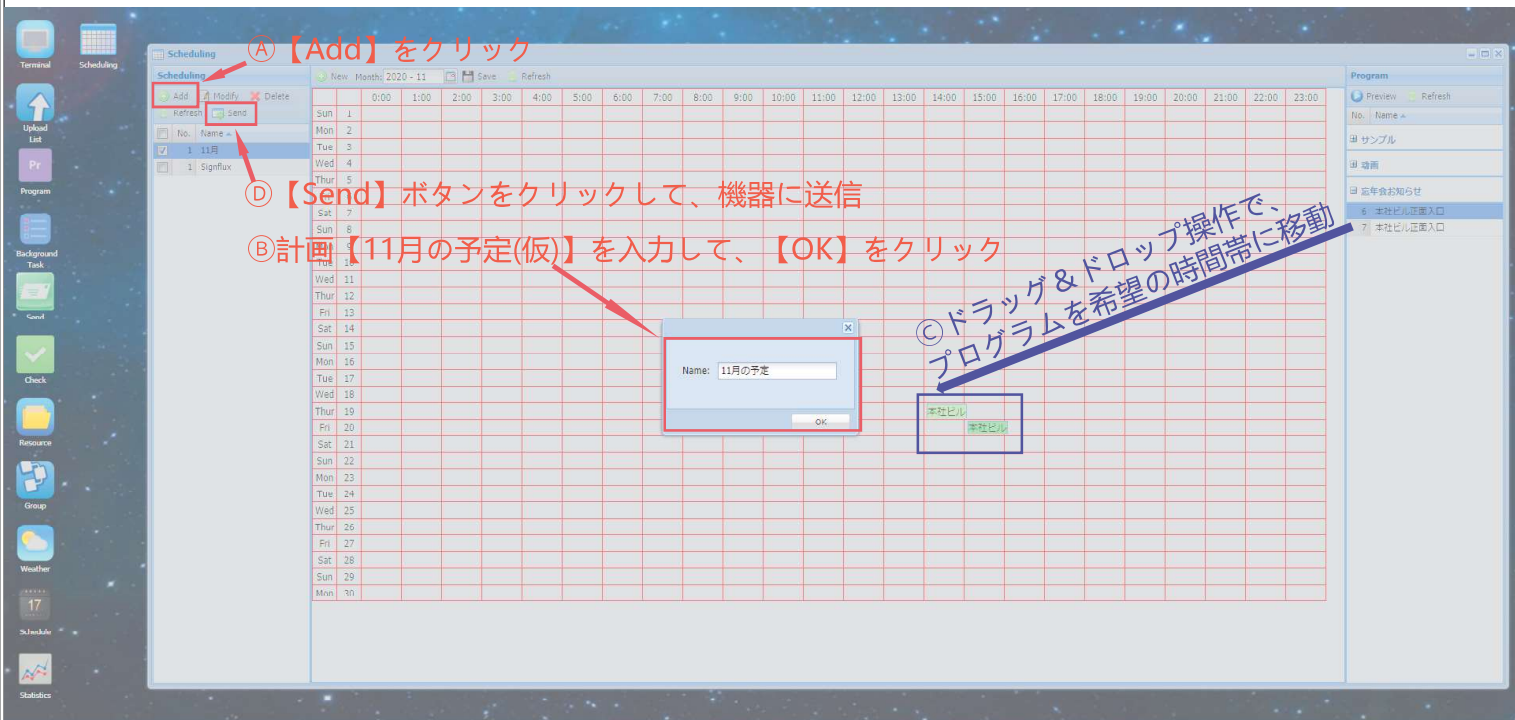 Terminal
Scheduling
Upload
List
Program
Background
Task
Send
Check
Resource
Group
Weather
17
Schedule
Statistics
Scheduling
Ⓐ【Add】をクリック
Scheduling
Add Modify Delete
Refresh Send
No. Name
1 11月
1 Signflux
New Month: 2020 - 11 Save Refresh
0:00 1:00 2:00 3:00 4:00 5:00 6:00 7:00 8:00 9:00 10:00 11:00 12:00 13:00 14:00 15:00 16:00 17:00 18:00 19:00 20:00 21:00 22:00 23:00
Sun 1
Mon 2
Tue 3
Wed 4
Thur 5
Ⓓ【Send】ボタンをクリックして、機器に送信
Sat 7
Sun 8
Ⓑ計画【11月の予定(仮)】を入力して、【OK】をクリック
Tue 10
Wed 11
Thur 12
Fri 13
Sat 14
Sun 15
Mon 16
Tue 17
Wed 18
Thur 19 本社ビル
Fri 20 本社ビル
Sat 21
Sun 22
Mon 23
Tue 24
Wed 25
Thur 26
Fri 27
Sat 28
Sun 29
Mon 30
Name: 11月の予定
OK
Ⓒドラッグ&ドロップ操作で、
プログラムを希望の時間帯に移動
Program
Preview Refresh
No. Name
サンプル
動画
忘年会お知らせ
6 本社ビル正面入口
7 本社ビル正面入口